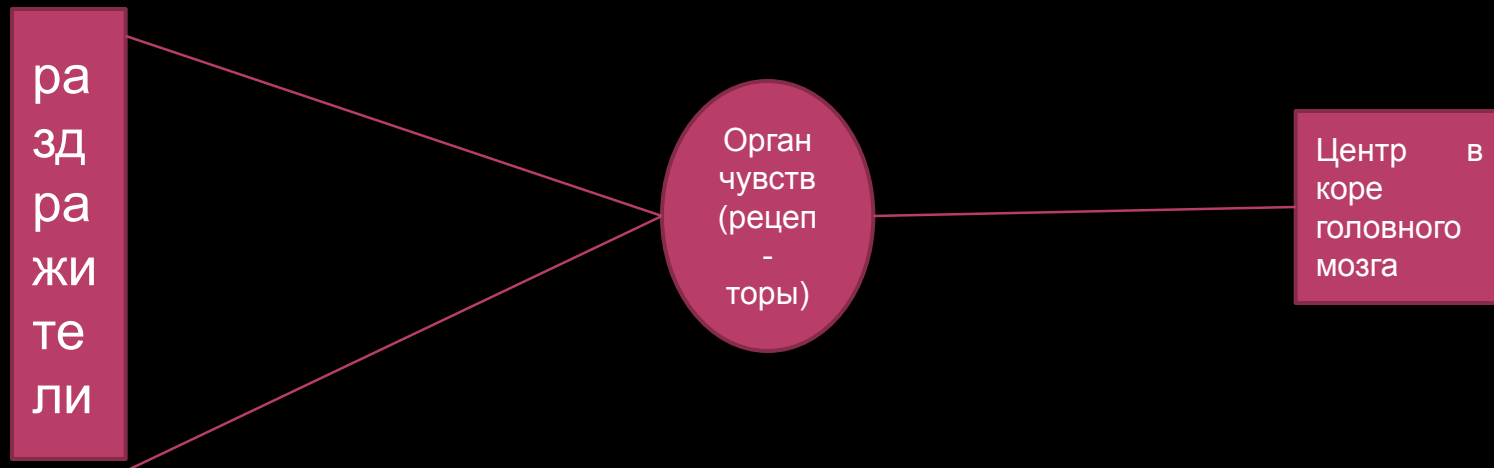 ра
зд
ра
жи
те
ли
Орган
чувств
(рецеп
-
торы)
Центр в
коре
головного
мозга